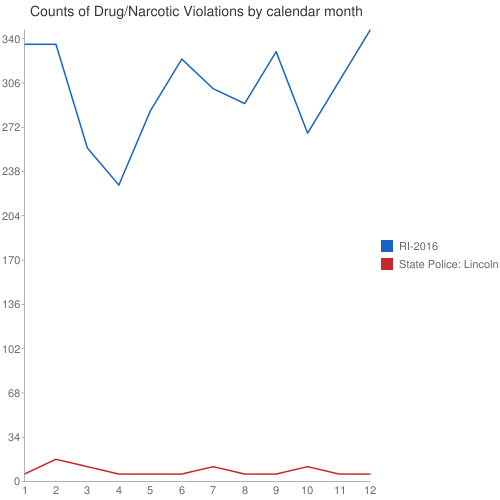 Counts of Drug/Narcotic Violations by calendar month
340
306
272
238
204
170
136
102
68
34
0
1 2 3 4 5 6 7 8 9 10 11 12
RI-2016
State Police: Lincoln